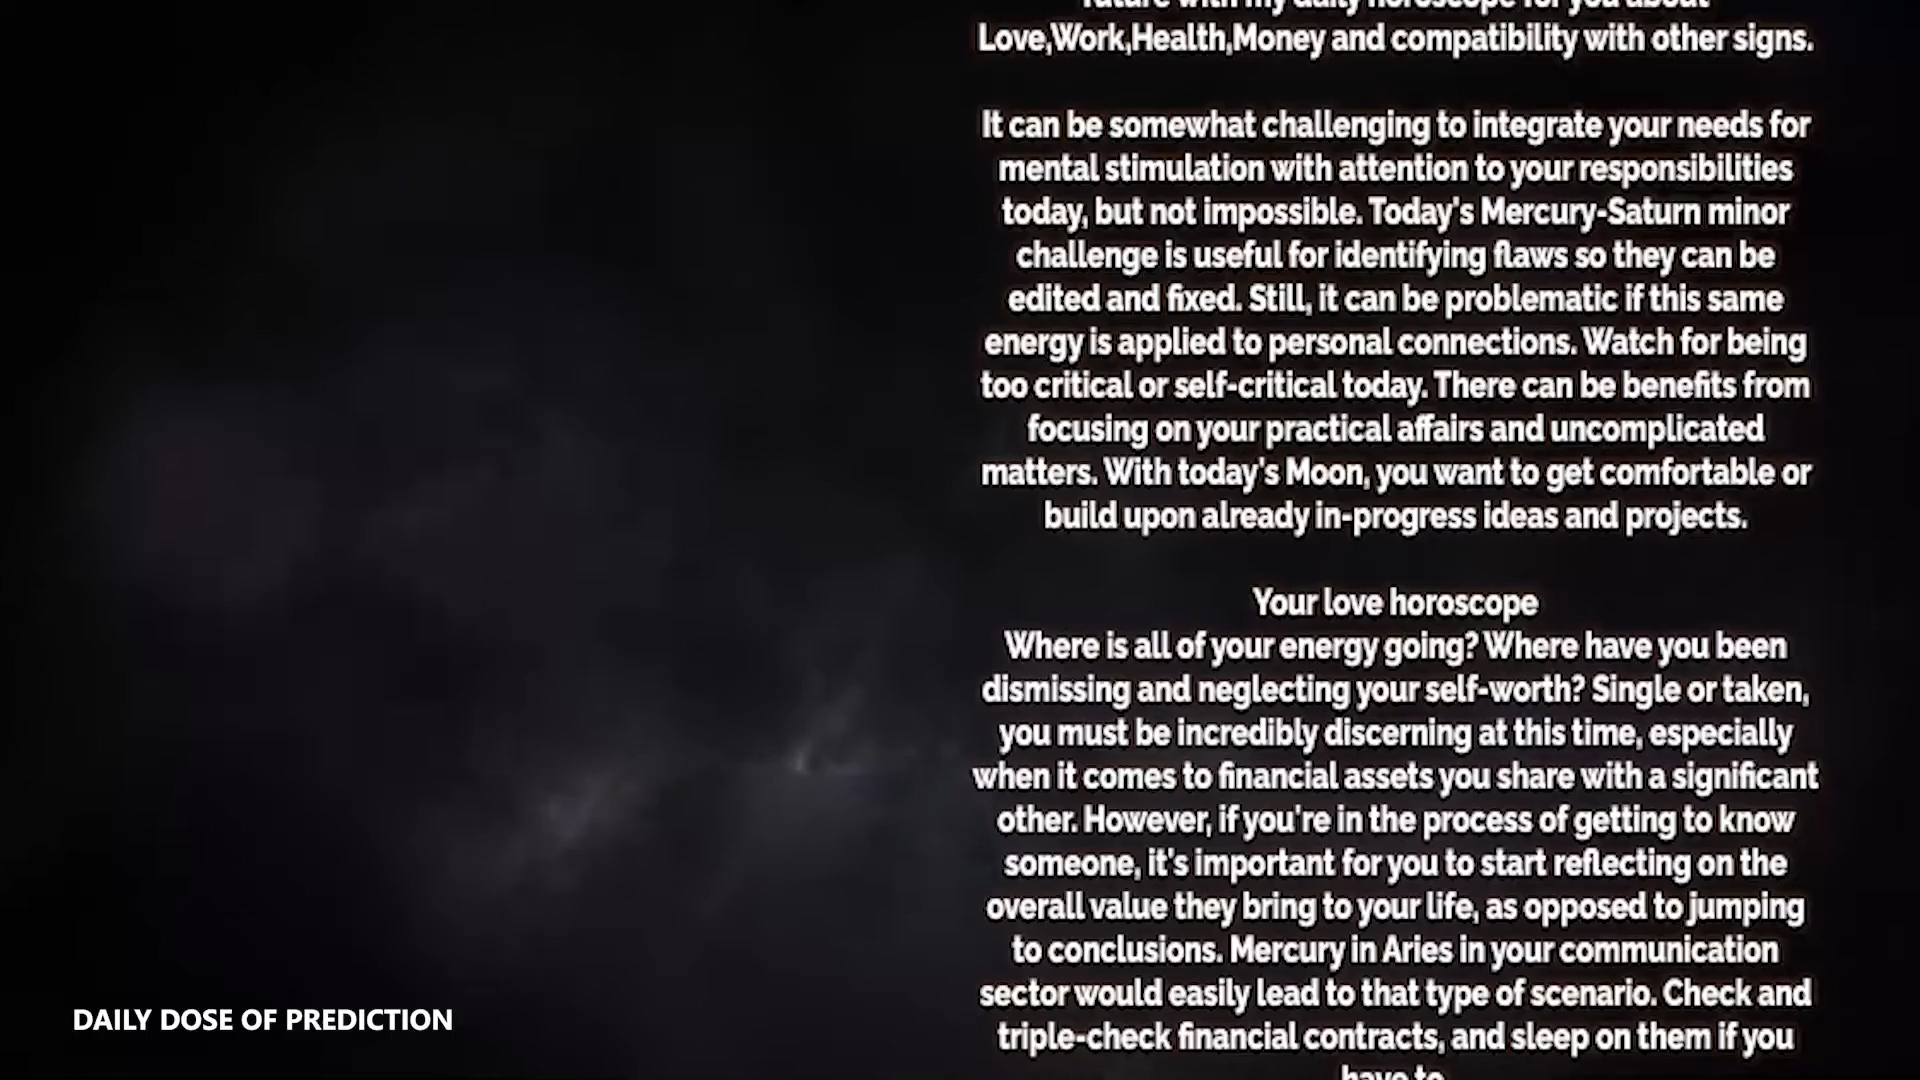 future with my daily horoscope for you about
Love,Work,Health,Money and compatibility with other signs.
It can be somewhat challenging to integrate your needs for
mental stimulation with attention to your responsibilities
today, but not impossible. Today's Mercury-Saturn minor
challenge is useful for identifying flaws so they can be
edited and fixed. Still, it can be problematic if this same
energy is applied to personal connections. Watch for being
too critical or self-critical today. There can be benefits from
focusing on your practical affairs and uncomplicated
matters. With today's Moon, you want to get comfortable or
build upon already in-progress ideas and projects.
Your love horoscope
Where is all of your energy going? Where have you been
dismissing and neglecting your self-worth? Single or taken,
you must be incredibly discerning at this time, especially
when it comes to financial assets you share with a significant
other. However, if you're in the process of getting to know
someone, it's important for you to start reflecting on the
overall value they bring to your life, as opposed to jumping
to conclusions. Mercury in Aries in your communication
sector would easily lead to that type of scenario. Check and
triple-check financial contracts, and sleep on them if you
have to
DAILY DOSE OF PREDICTION